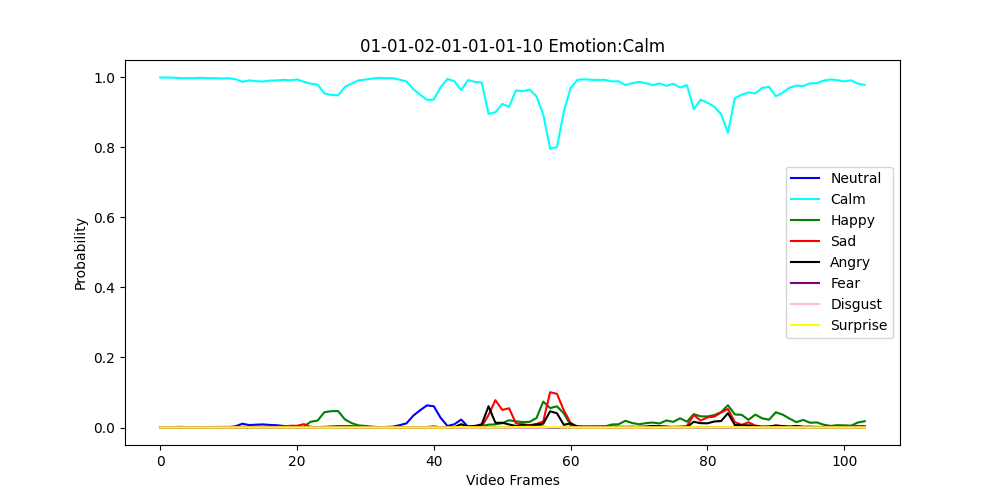 01-01-02-01-01-01-10 Emotion:Calm
Probability
1.0
0.8
0.6
0.4
0.2
0.0
Neutral
Calm
Happy
Sad
Angry
Fear
Disgust
Surprise
0 20 40 60 80 100
Video Frames